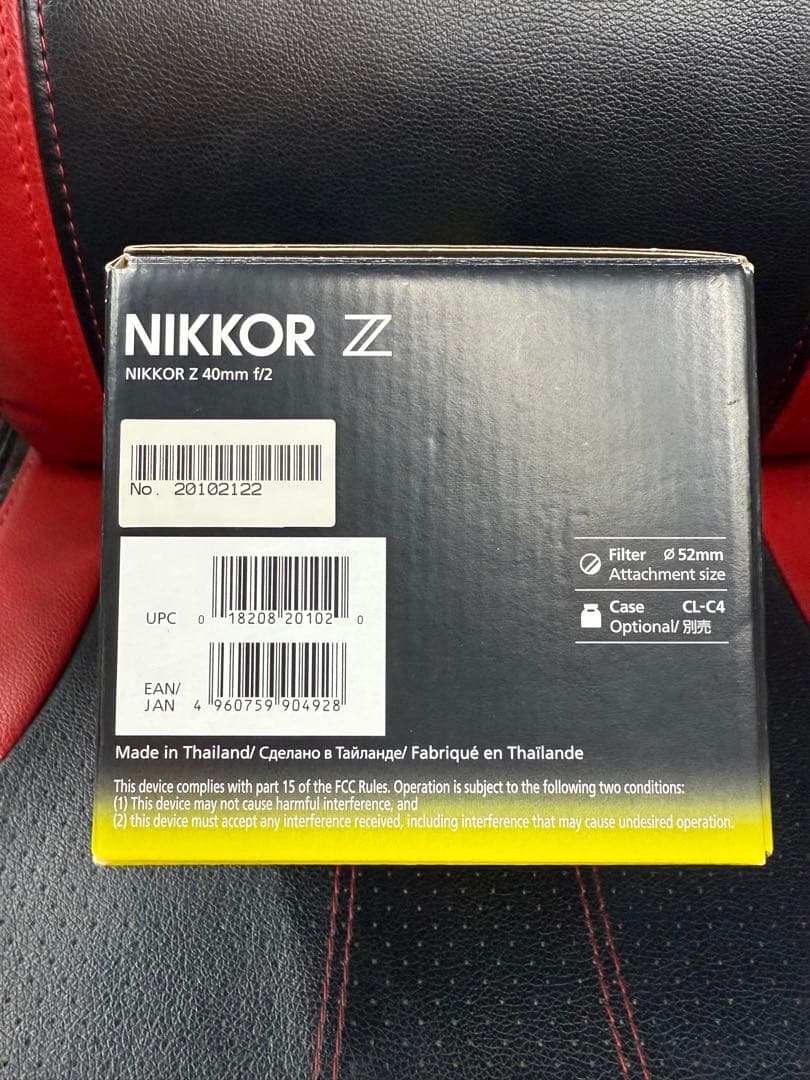 NIKKOR Z
NIKKOR Z 40mm f/2
No. 20102122
UPC 0 18208 20102 0
EAN/
JAN 4 960759 904928
Filter ⌀ 52mm
Attachment size
Case CL-C4
Optional/ 別売
Made in Thailand/ Сделано в Тайланде/ Fabriqué en Thaïlande
This device complies with part 15 of the FCC Rules. Operation is subject to the following two conditions:
(1) This device may not cause harmful interference, and
(2) this device must accept any interference received, including interference that may cause undesired operation.